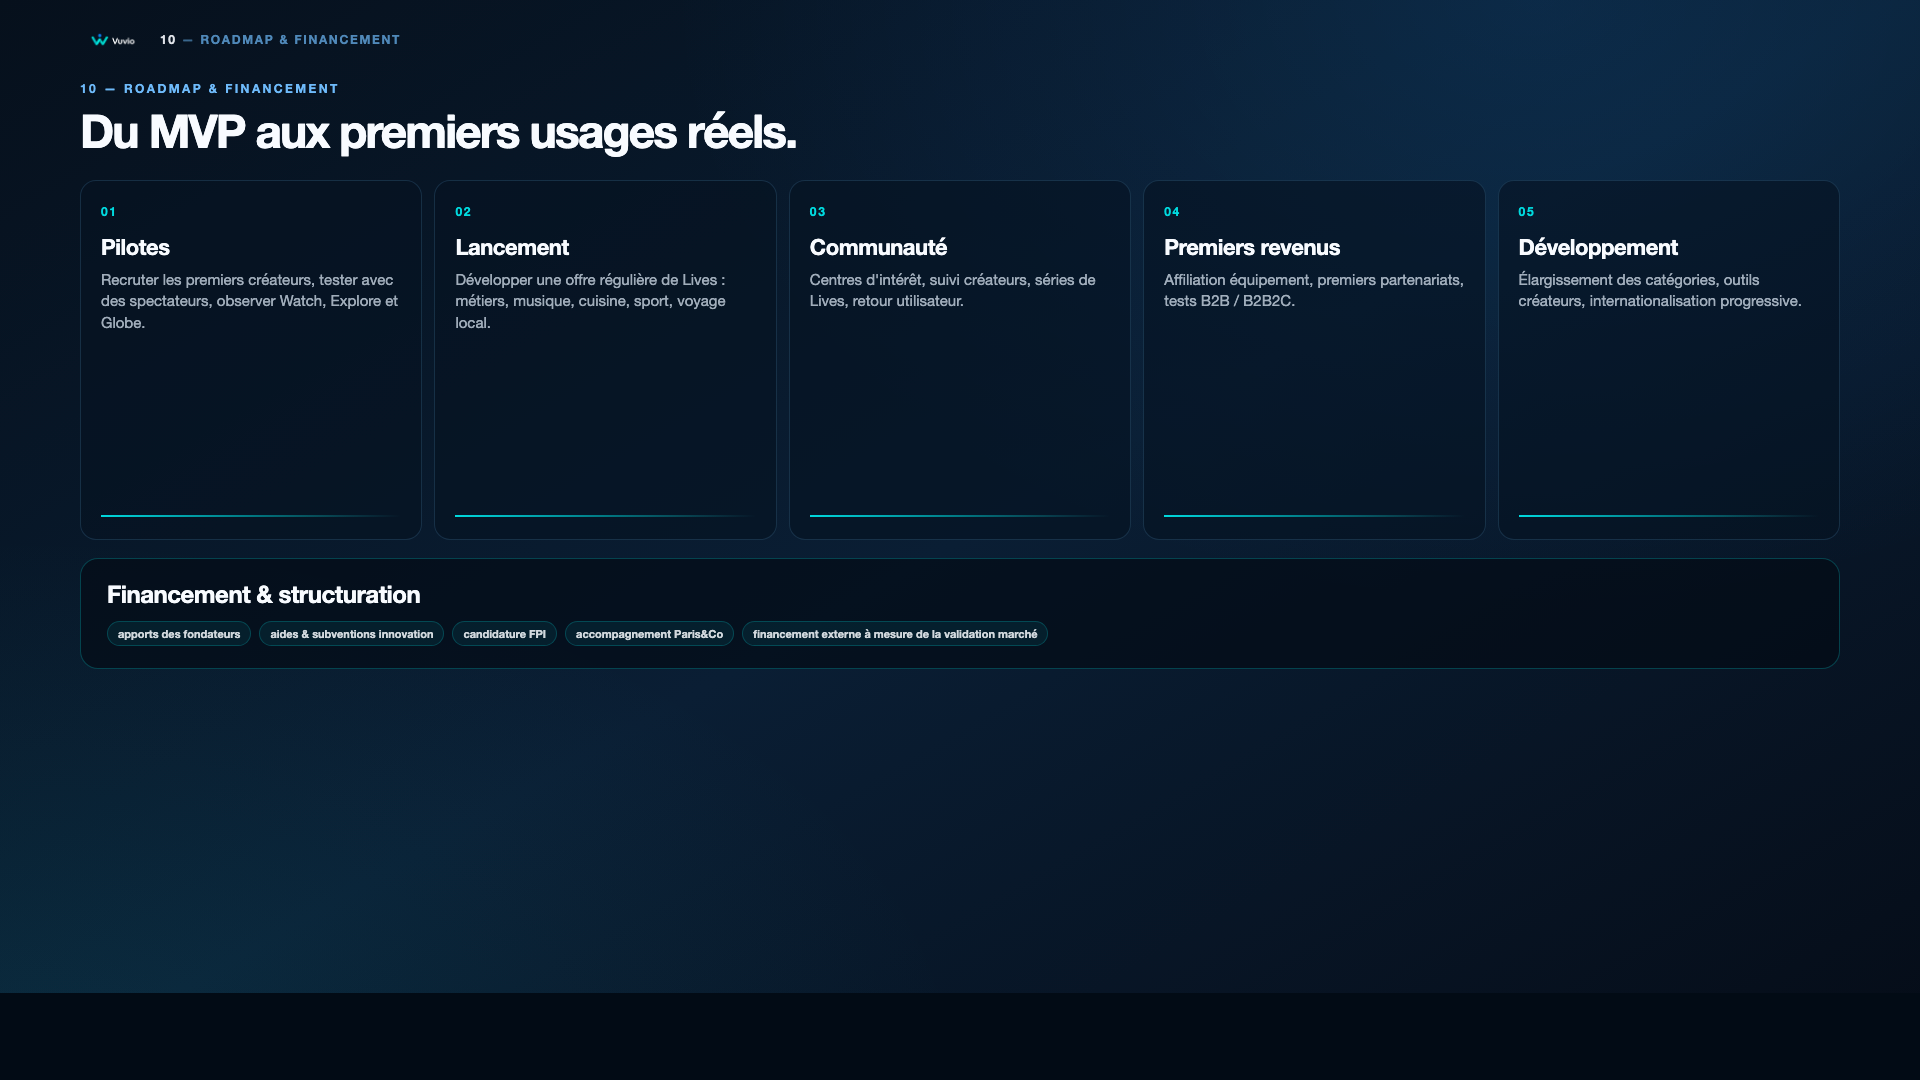 Vuvio
10 — ROADMAP & FINANCEMENT
10 — ROADMAP & FINANCEMENT
Du MVP aux premiers usages réels.
01
Pilotes
Recruter les premiers créateurs, tester avec
des spectateurs, observer Watch, Explore et
Globe.
02
Lancement
Développer une offre régulière de Lives :
métiers, musique, cuisine, sport, voyage
local.
03
Communauté
Centres d'intérêt, suivi créateurs, séries de
Lives, retour utilisateur.
04
Premiers revenus
Affiliation équipement, premiers partenariats,
tests B2B / B2B2C.
05
Développement
Élargissement des catégories, outils
créateurs, internationalisation progressive.
Financement & structuration
apports des fondateurs
aides & subventions innovation
candidature FPI
accompagnement Paris&Co
financement externe à mesure de la validation marché